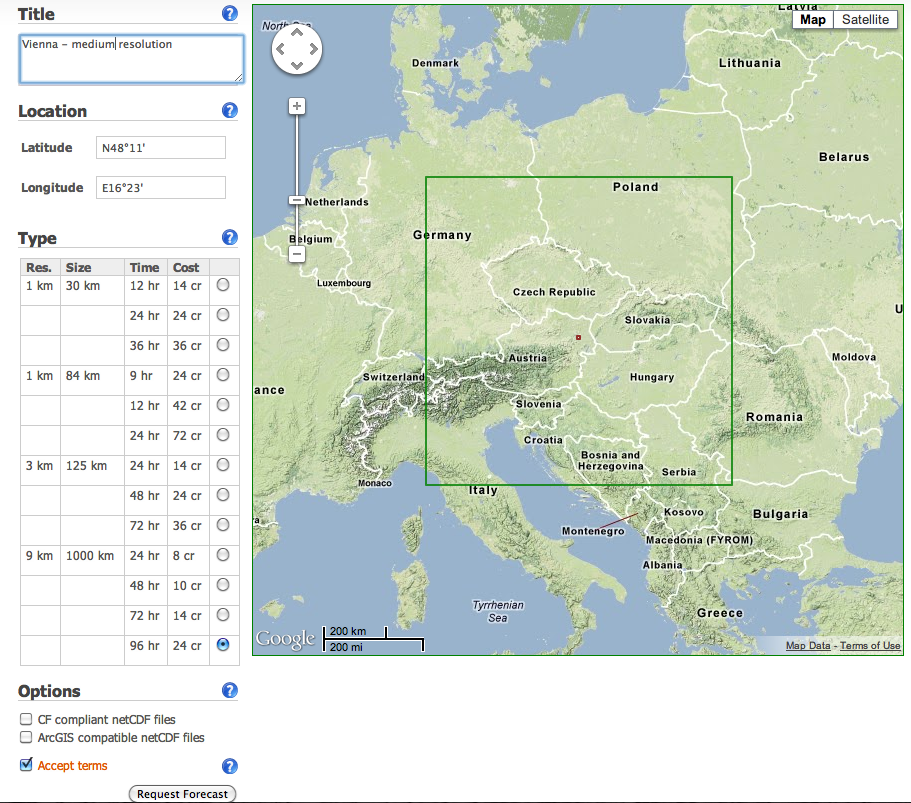 Title ?
Vienna – medium resolution
Location ?
Latitude N48°11'
Longitude E16°23'
Type ?
Res. Size Time Cost
1 km 30 km 12 hr 14 cr
24 hr 24 cr
36 hr 36 cr
1 km 84 km 9 hr 24 cr
12 hr 42 cr
24 hr 72 cr
3 km 125 km 24 hr 14 cr
48 hr 24 cr
72 hr 36 cr
9 km 1000 km 24 hr 8 cr
48 hr 10 cr
72 hr 14 cr
96 hr 24 cr
Options ?
CF compliant netCDF files
ArcGIS compatible netCDF files
Accept terms ?
Request Forecast
Latvia
Map Satellite
North Sea
Denmark
Lithuania
Belarus
Poland
Netherlands
Germany
Belgium
Luxembourg
Czech Republic
U
Slovakia
Austria
Moldova
Switzerland
Hungary
ance
Slovenia
Romania
Croatia
Bosnia and
Herzegovina
Serbia
Monaco
Italy
Kosovo
Bulgaria
Montenegro
Macedonia (FYROM)
Albania
Tyrrhenian
Sea
Greece
Google
200 km
200 mi
Map Data - Terms of Use